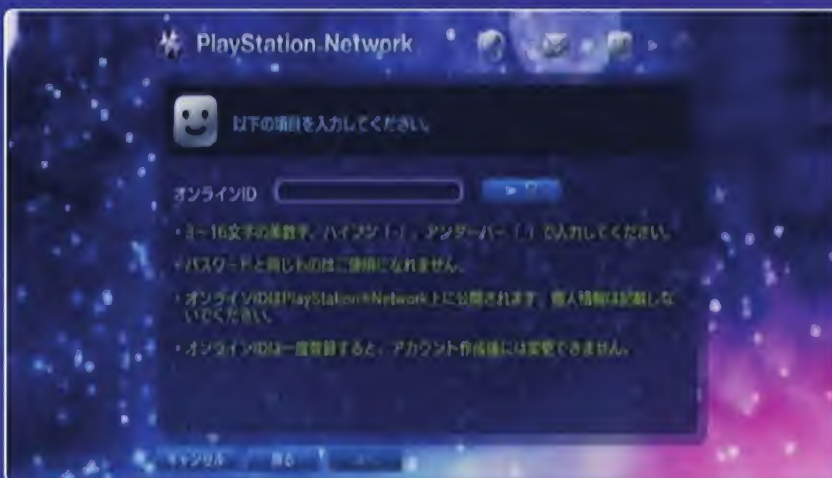 PlayStation®Network
以下の項目を入力してください。
オンラインID
・3～16文字の英数字、ハイフン（-）、アンダーバー（_）で入力してください。
・パスワードと同じものはご使用になれません。
・オンラインIDはPlayStation®Network上に公開されます。個人情報は記載しな
いでください。
・オンラインIDは一度登録すると、アカウント作成後には変更できません。
キャンセル 戻る